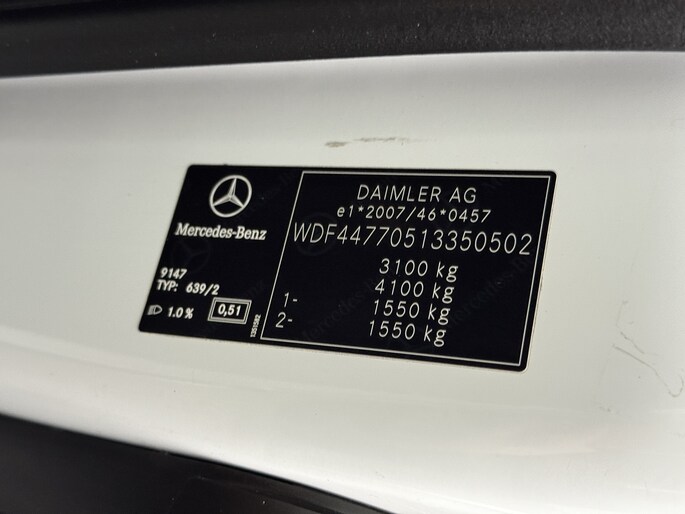 Mercedes-Benz
9147
TYP: 639/2
1.0 %
0,51
DAIMLER AG
e1*2007/46*0457
WDF44770513350502
3100 kg
4100 kg
1- 1550 kg
2- 1550 kg